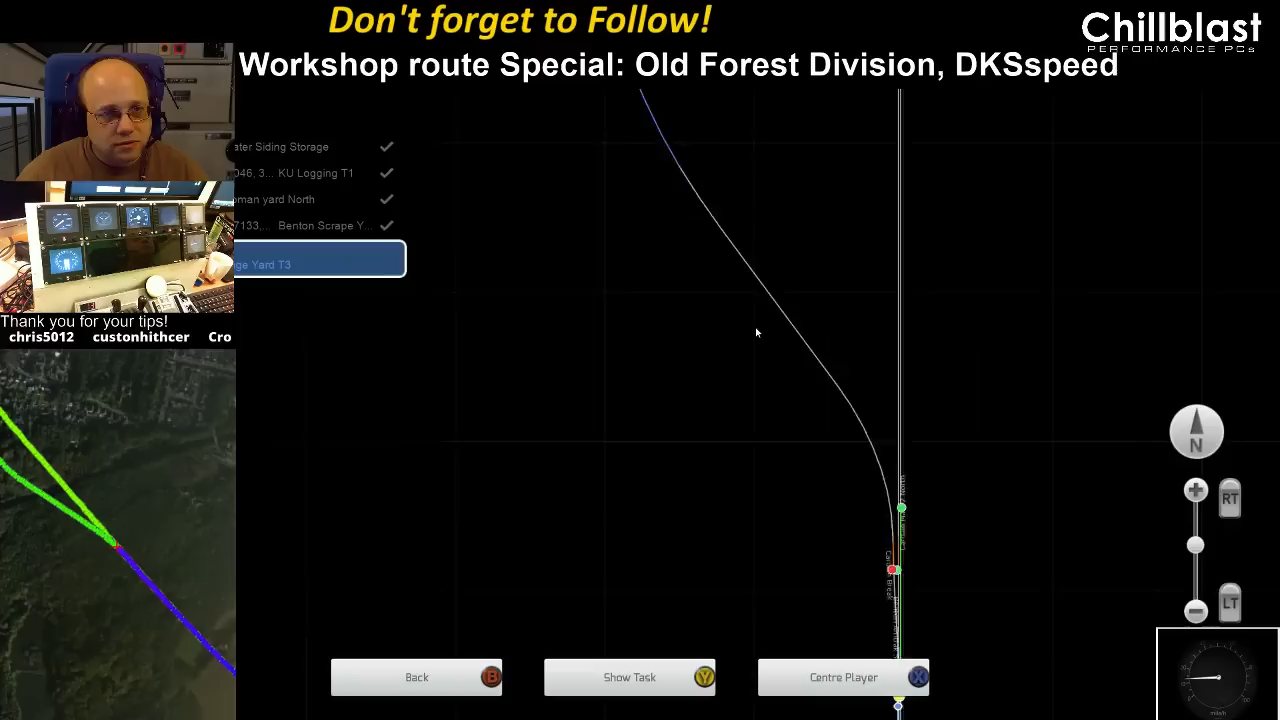 Don't forget to Follow!
Chillblast
PERFORMANCE PCs
Workshop route Special: Old Forest Division, DKSspeed
ater Siding Storage
046, 3... KU Logging T1
man yard North
7133,... Benton Scrape Y...
ge Yard T3
Thank you for your tips!
chris5012 custonhithcer Cro
N
RT
LT
Back B
Show Task Y
Centre Player X